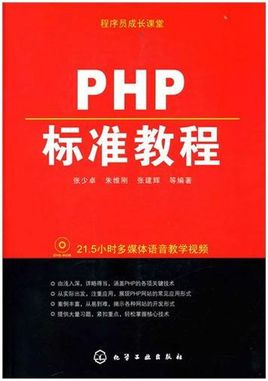 程序员成长课堂
PHP
标准教程
张少卓 朱维刚 张建辉 等编著
21.5小时多媒体语音教学视频
· 由浅入深，详略得当，涵盖PHP的各项关键技术
· 从实际出发，注重应用，展现PHP网站的常见应用形式
· 案例丰富，从易到难，揭示各种网站的开发形式
· 提供大量习题，紧扣重点，轻松掌握核心技术
化学工业出版社